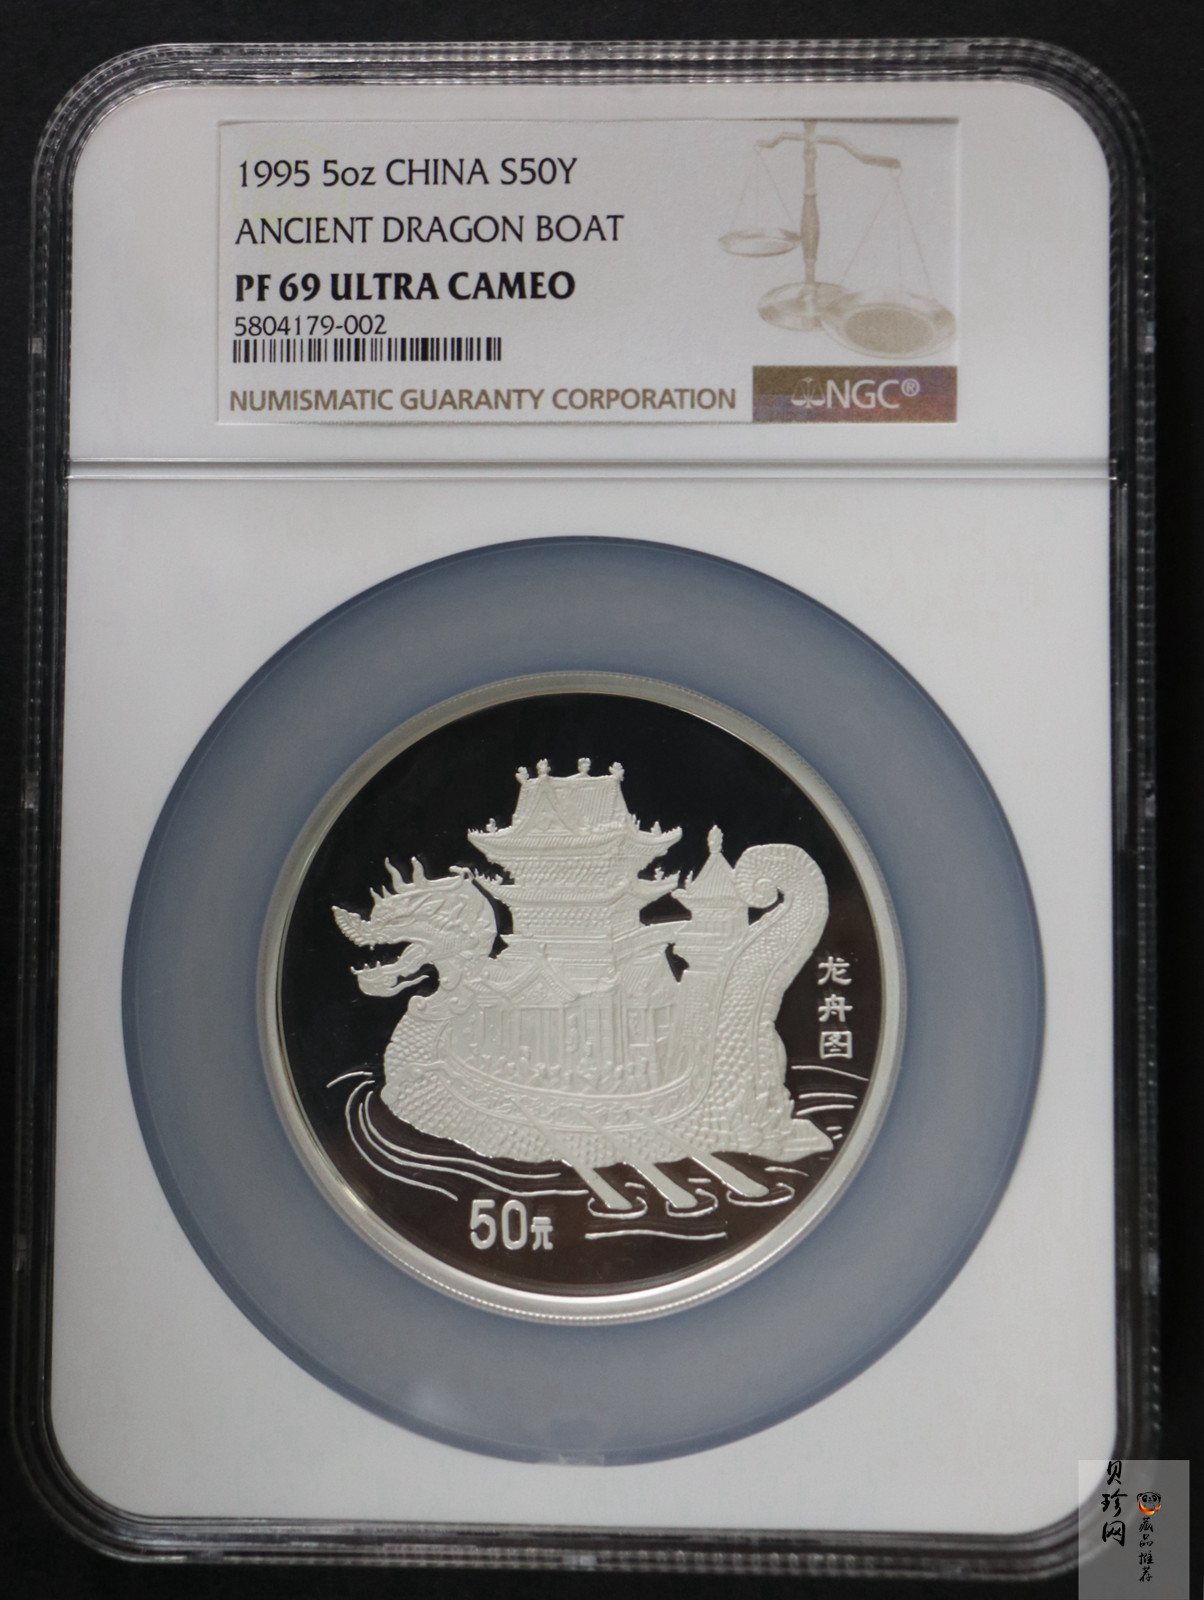 1995 5oz CHINA S50Y
ANCIENT DRAGON BOAT
PF 69 ULTRA CAMEO
5804179-002
NUMISMATIC GUARANTY CORPORATION
NGC®
龙舟图
50元
贝珍网
藏品推荐